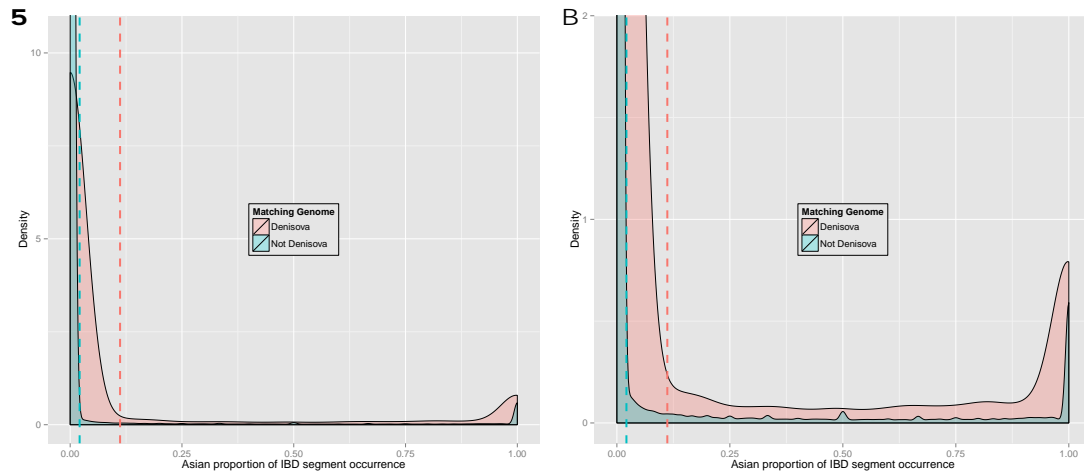 5
10
5
0
Density
0.00 0.25 0.50 0.75 1.00
Asian proportion of IBD segment occurrence
Matching Genome
Denisova
Not Denisova
B
2
1
0
Density
0.00 0.25 0.50 0.75 1.00
Asian proportion of IBD segment occurrence
Matching Genome
Denisova
Not Denisova